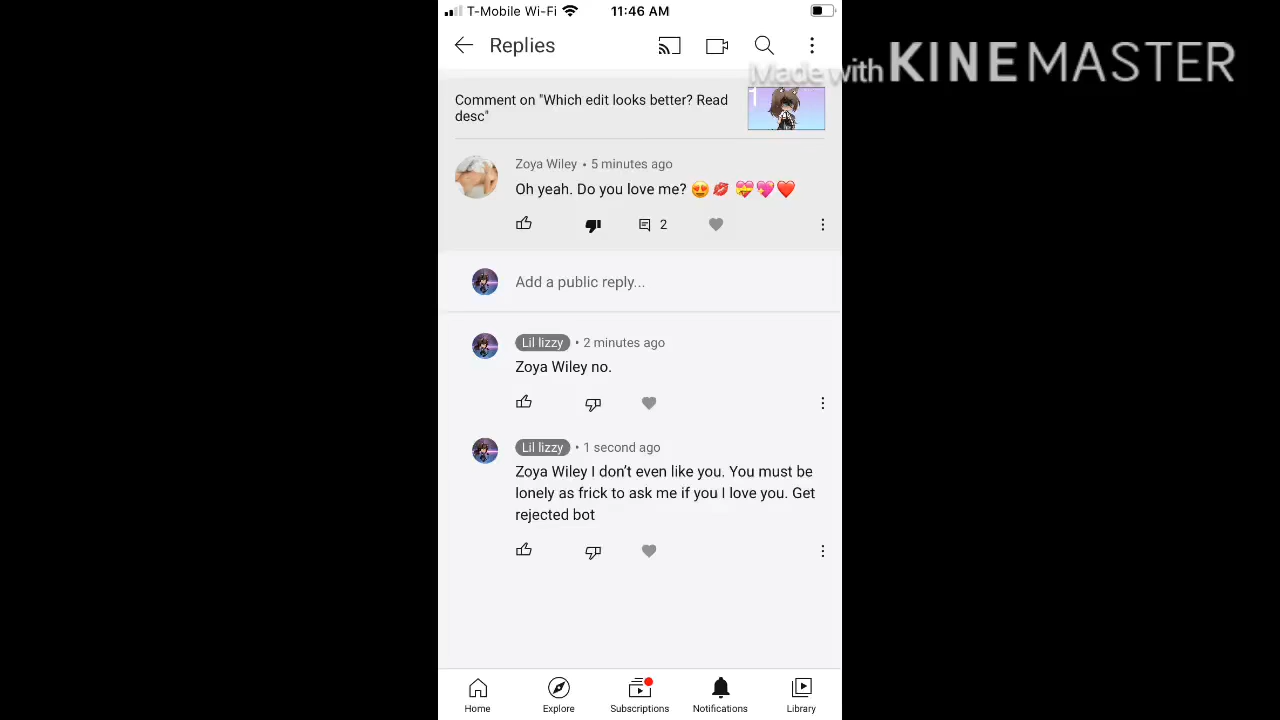 T-Mobile Wi-Fi 11:46 AM
Replies
Made with KINEMASTER
Comment on "Which edit looks better? Read
desc"
1
Zoya Wiley • 5 minutes ago
Oh yeah. Do you love me? 😍💋 💝💖❤️
2
Add a public reply...
Lil lizzy • 2 minutes ago
Zoya Wiley no.
Lil lizzy • 1 second ago
Zoya Wiley I don’t even like you. You must be
lonely as frick to ask me if you I love you. Get
rejected bot
Home Explore Subscriptions Notifications Library